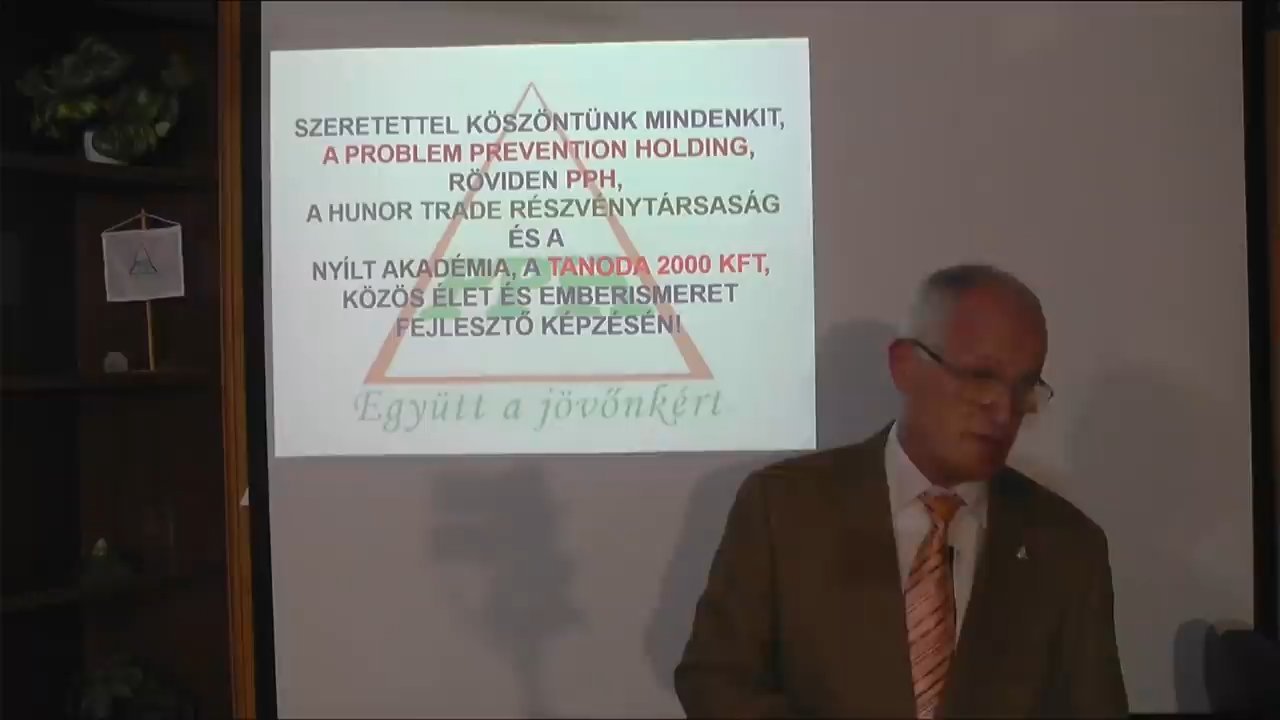 SZERETETTEL KÖSZÖNTÜNK MINDENKIT,
A PROBLEM PREVENTION HOLDING,
RÖVIDEN PPH,
A HUNOR TRADE RÉSZVÉNYTÁRSASÁG
ÉS A
NYÍLT AKADÉMIA, A TANODA 2000 KFT,
KÖZÖS ÉLET ÉS EMBERISMERET
FEJLESZTŐ KÉPZÉSÉN!
Együtt a jövőnkért